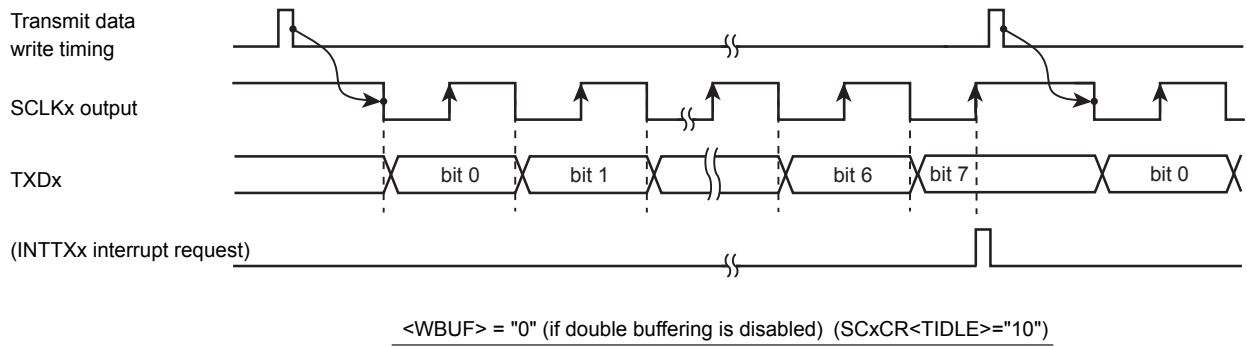 Transmit data
write timing
SCLKx output
TXDx
bit 0
bit 1
bit 6
bit 7
bit 0
(INTTXx interrupt request)
<WBUF> = "0" (if double buffering is disabled) (SCxCR<TIDLE>="10")